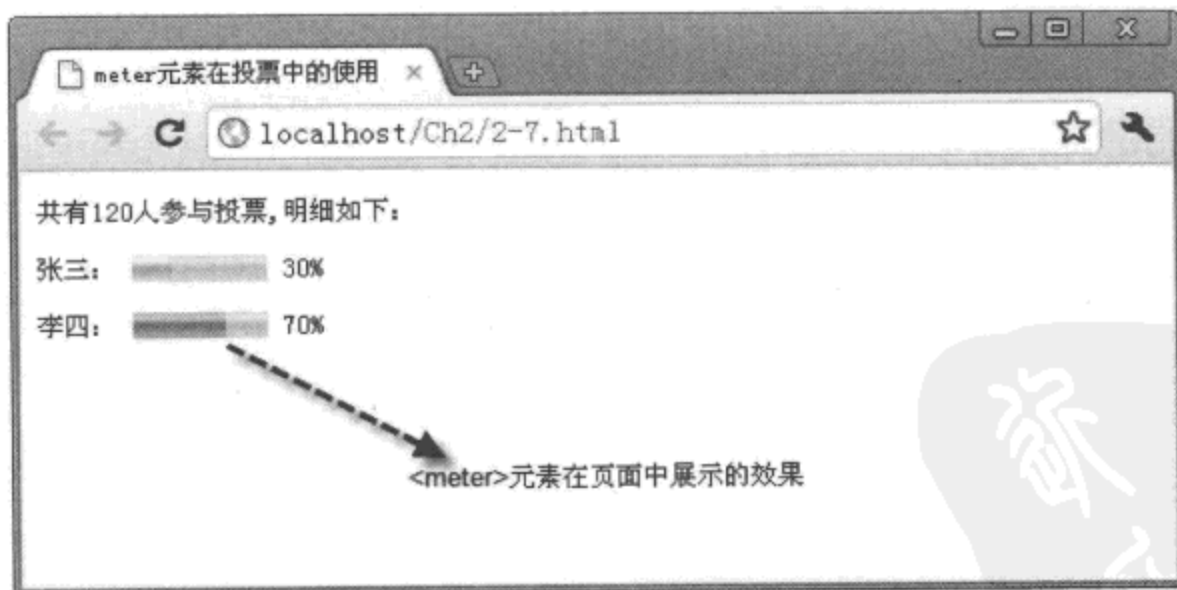 meter元素在投票中的使用
localhost/Ch2/2-7.html
共有120人参与投票,明细如下：
张三： 30%
李四： 70%
<meter>元素在页面中展示的效果